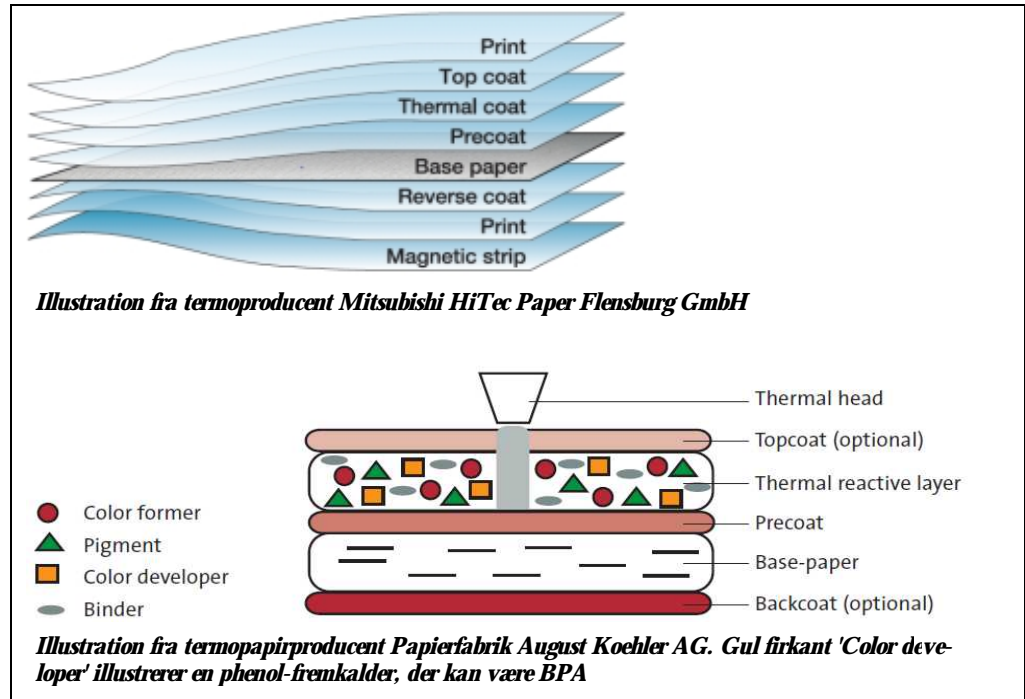 Print
Top coat
Thermal coat
Precoat
Base paper
Reverse coat
Print
Magnetic strip
Illustration fra termoproducent Mitsubishi HiTec Paper Flensburg GmbH
Thermal head
Topcoat (optional)
Thermal reactive layer
Precoat
Base-paper
Backcoat (optional)
Color former
Pigment
Color developer
Binder
Illustration fra termopapirproducent Papierfabrik August Koehler AG. Gul firkant 'Color deve-
loper' illustrerer en phenol-fremkalder, der kan være BPA